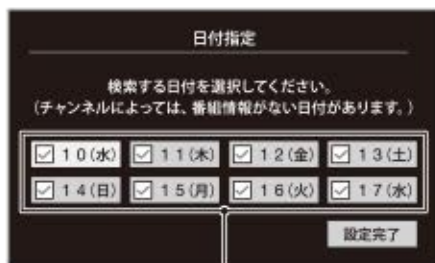 日付指定
検索する日付を選択してください。
(チャンネルによっては、番組情報がない日付があります。)
10(水) 11(木) 12(金) 13(土)
14(日) 15(月) 16(火) 17(水)
設定完了